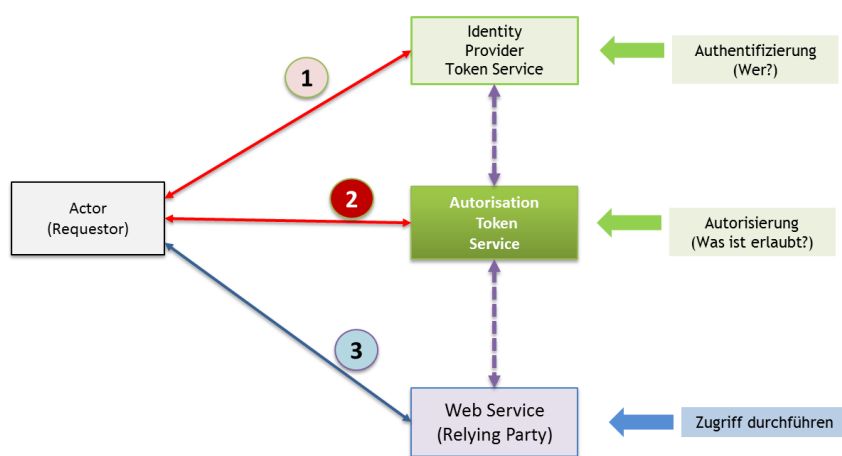 Identity
Provider
Token Service
Authentifizierung
(Wer?)
1
Actor
(Requestor)
2
Autorisation
Token
Service
Autorisierung
(Was ist erlaubt?)
3
Web Service
(Relying Party)
Zugriff durchführen